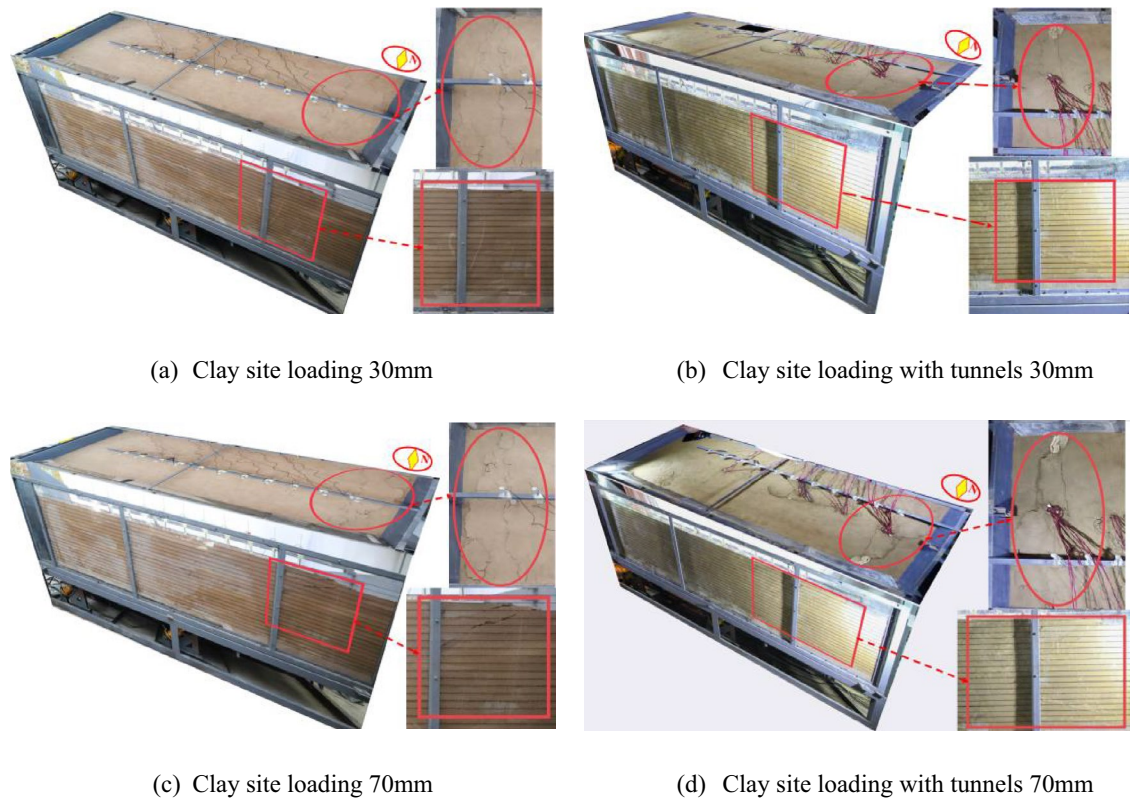 (a) Clay site loading 30mm
(b) Clay site loading with tunnels 30mm
(c) Clay site loading 70mm
(d) Clay site loading with tunnels 70mm